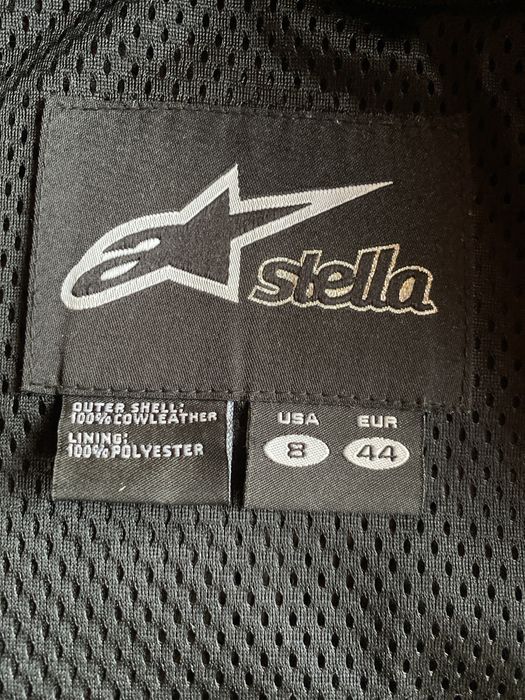 stella
OUTER SHELL:
100%COWLEATHER
LINING:
100%POLYESTER
USA EUR
8 44